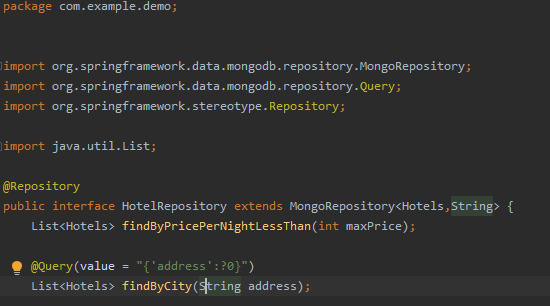 package com.example.demo;
import org.springframework.data.mongodb.repository.MongoRepository;
import org.springframework.data.mongodb.repository.Query;
import org.springframework.stereotype.Repository;
import java.util.List;
@Repository
public interface HotelRepository extends MongoRepository<Hotels,String> {
List<Hotels> findByPricePerNightLessThan(int maxPrice);
@Query(value = "{'address':?0}")
List<Hotels> findByCity(String address);